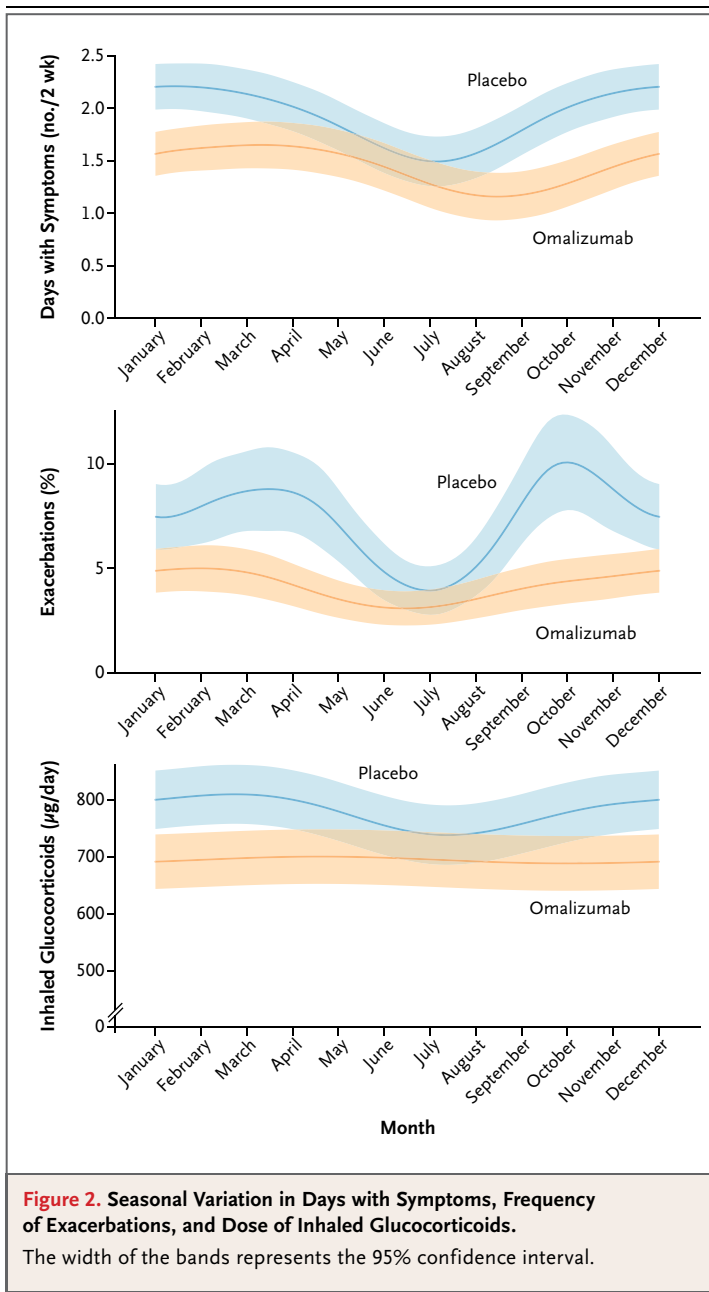 Days with Symptoms (no./2 wk)
2.5
2.0
1.5
1.0
0.5
0.0
Placebo
Omalizumab
January
February
March
April
May
June
July
August
September
October
November
December
Exacerbations (%)
10
5
0
Placebo
Omalizumab
January
February
March
April
May
June
July
August
September
October
November
December
Inhaled Glucocorticoids (µg/day)
800
700
600
500
0
Placebo
Omalizumab
January
February
March
April
May
June
July
August
September
October
November
December
Month
Figure 2. Seasonal Variation in Days with Symptoms, Frequency
of Exacerbations, and Dose of Inhaled Glucocorticoids.
The width of the bands represents the 95% confidence interval.